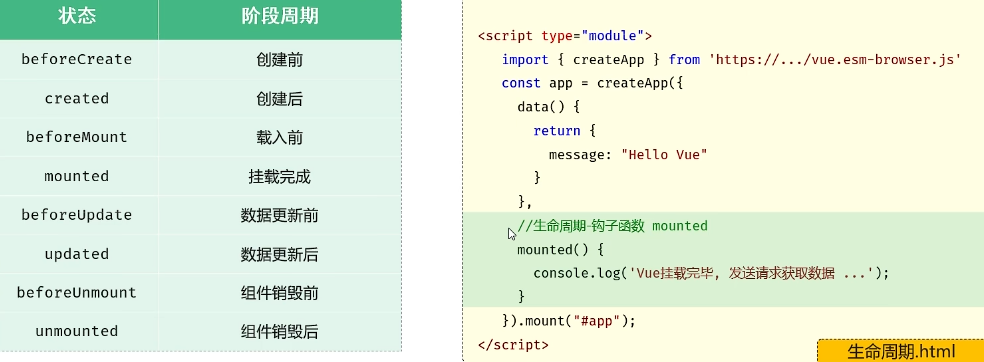 状态 阶段周期
beforeCreate 创建前
created 创建后
beforeMount 载入前
mounted 挂载完成
beforeUpdate 数据更新前
updated 数据更新后
beforeUnmount 组件销毁前
unmounted 组件销毁后
<script type="module">
import { createApp } from 'https://.../vue.esm-browser.js'
const app = createApp({
data() {
return {
message: "Hello Vue"
}
},
//生命周期-钩子函数 mounted
mounted() {
console.log('Vue挂载完毕, 发送请求获取数据 ...');
}
}).mount("#app");
</script>
生命周期.html